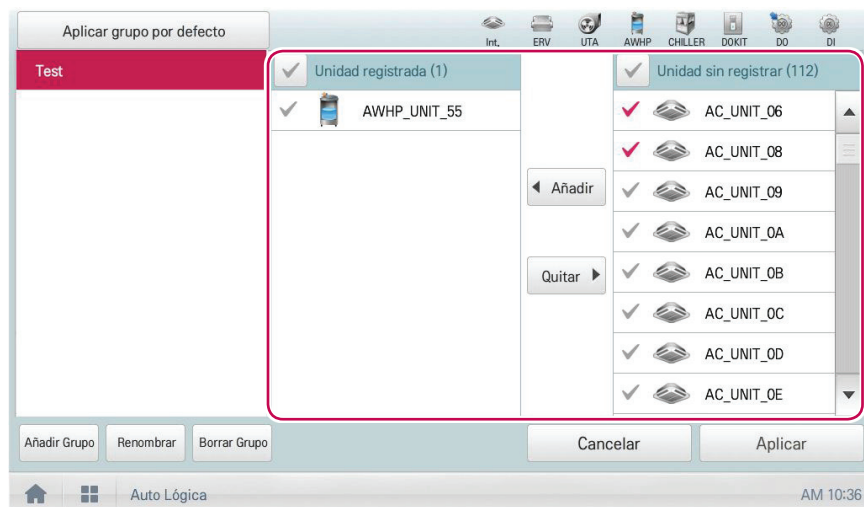 Aplicar grupo por defecto
Int. ERV UTA AWHP CHILLER DOKIT DO DI
Test
Unidad registrada (1)
AWHP_UNIT_55
Añadir
Quitar
Unidad sin registrar (112)
AC_UNIT_06
AC_UNIT_08
AC_UNIT_09
AC_UNIT_0A
AC_UNIT_0B
AC_UNIT_0C
AC_UNIT_0D
AC_UNIT_0E
Añadir Grupo Renombrar Borrar Grupo Cancelar Aplicar
Auto Lógica AM 10:36